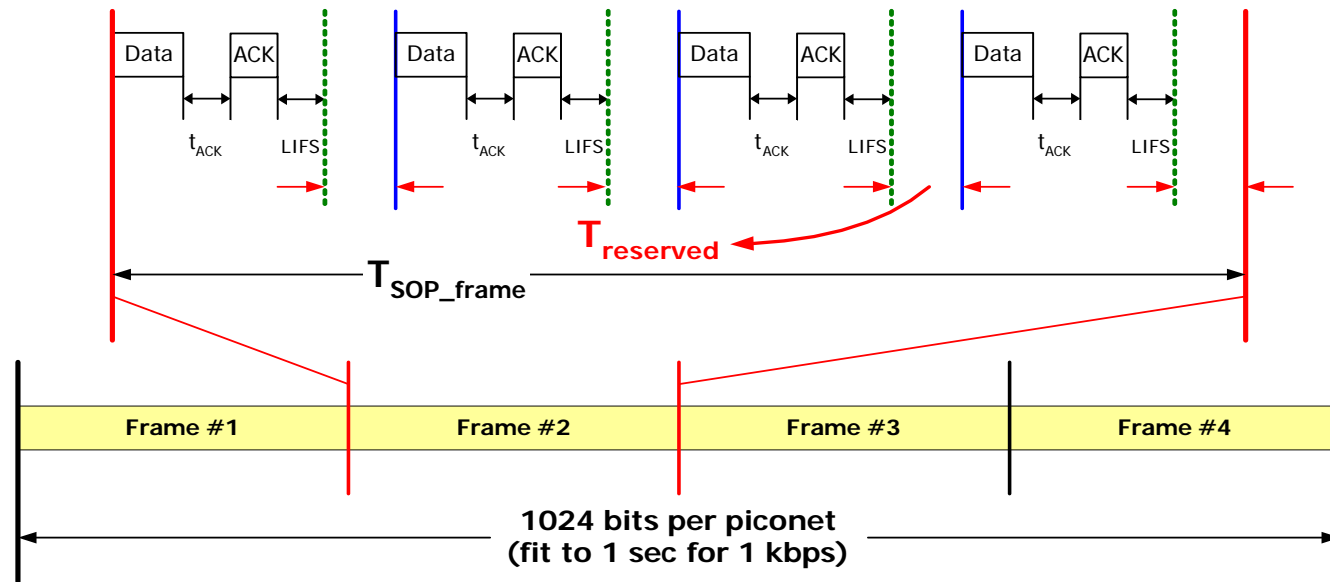 Data ACK Data ACK Data ACK Data ACK
tACK LIFS tACK LIFS tACK LIFS tACK LIFS
Treserved
TSOP_frame
Frame #1 Frame #2 Frame #3 Frame #4
1024 bits per piconet
(fit to 1 sec for 1 kbps)